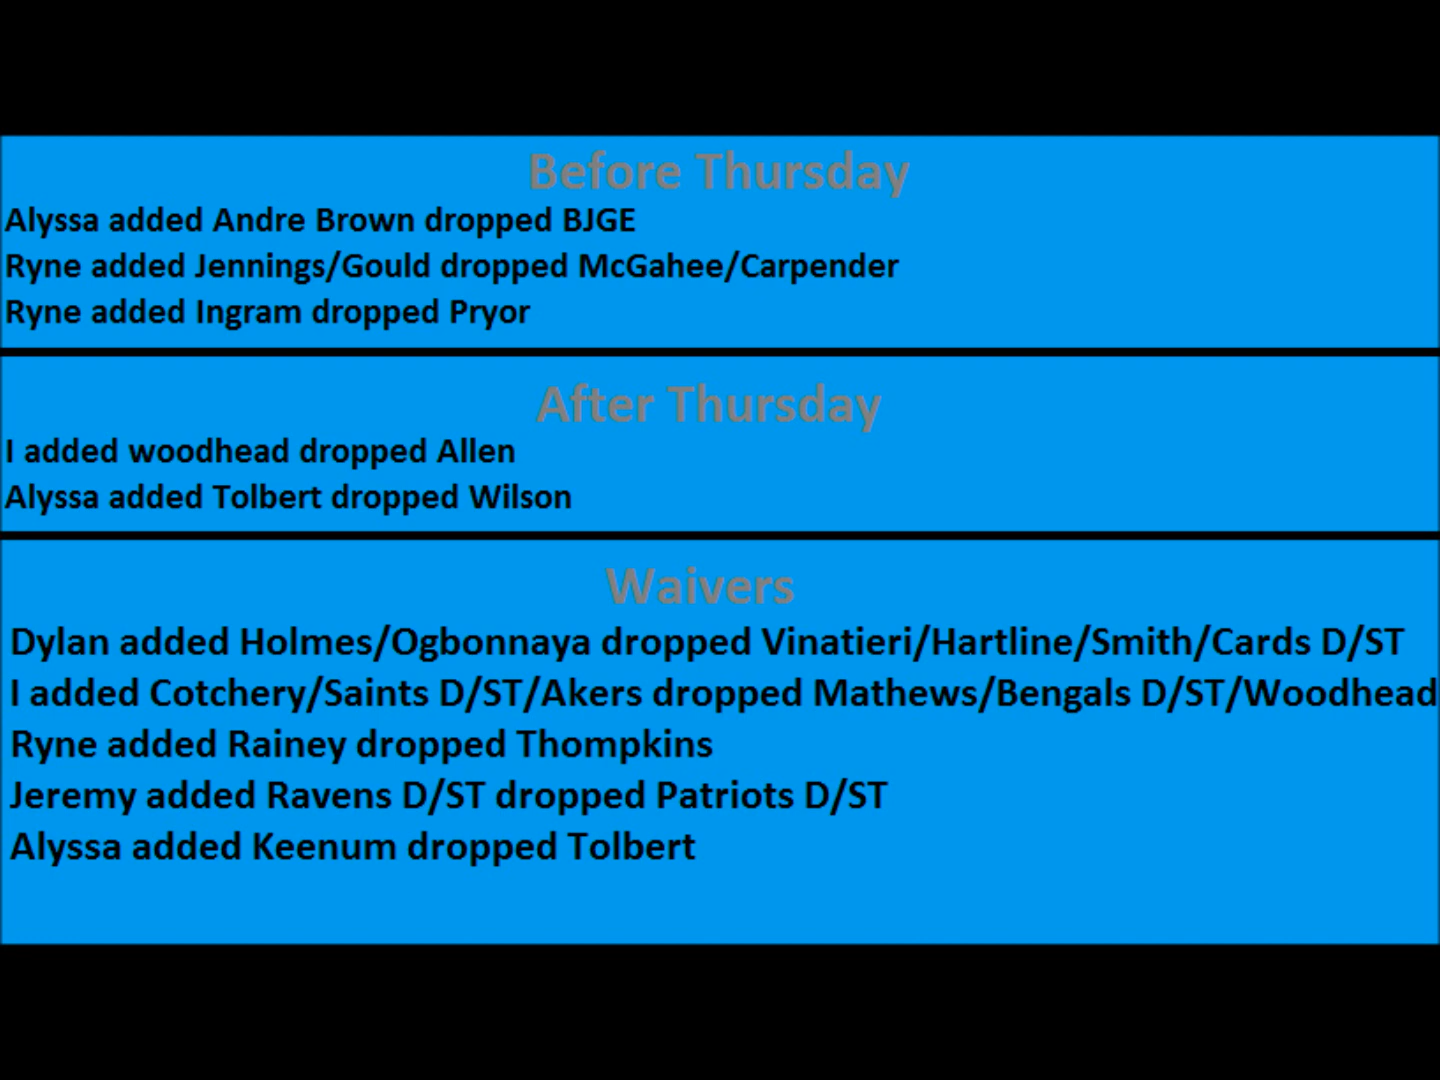 Before Thursday
Alyssa added Andre Brown dropped BJGE
Ryne added Jennings/Gould dropped McGahee/Carpender
Ryne added Ingram dropped Pryor
After Thursday
I added woodhead dropped Allen
Alyssa added Tolbert dropped Wilson
Waivers
Dylan added Holmes/Ogbonnaya dropped Vinatieri/Hartline/Smith/Cards D/ST
I added Cotchery/Saints D/ST/Akers dropped Mathews/Bengals D/ST/Woodhead
Ryne added Rainey dropped Thompkins
Jeremy added Ravens D/ST dropped Patriots D/ST
Alyssa added Keenum dropped Tolbert